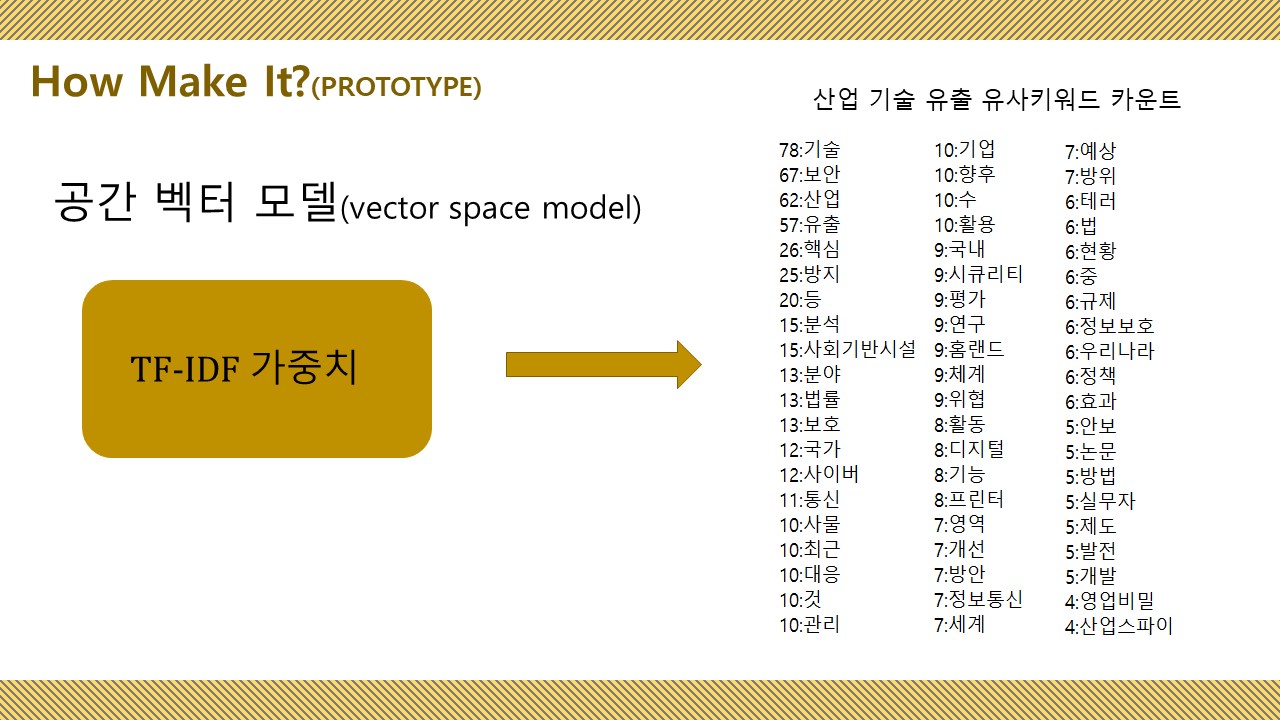 How Make It?(PROTOTYPE)
공간 벡터 모델(vector space model)
TF-IDF 가중치
산업 기술 유출 유사키워드 카운트
78:기술
67:보안
62:산업
57:유출
26:핵심
25:방지
20:등
15:분석
15:사회기반시설
13:분야
13:법률
13:보호
12:국가
12:사이버
11:통신
10:사물
10:최근
10:대응
10:것
10:관리
10:기업
10:향후
10:수
10:활용
9:국내
9:시큐리티
9:평가
9:연구
9:홈랜드
9:체계
9:위협
8:활동
8:디지털
8:기능
8:프린터
7:영역
7:개선
7:방안
7:정보통신
7:세계
7:예상
7:방위
6:테러
6:법
6:현황
6:중
6:규제
6:정보보호
6:우리나라
6:정책
6:효과
5:안보
5:논문
5:방법
5:실무자
5:제도
5:발전
5:개발
4:영업비밀
4:산업스파이